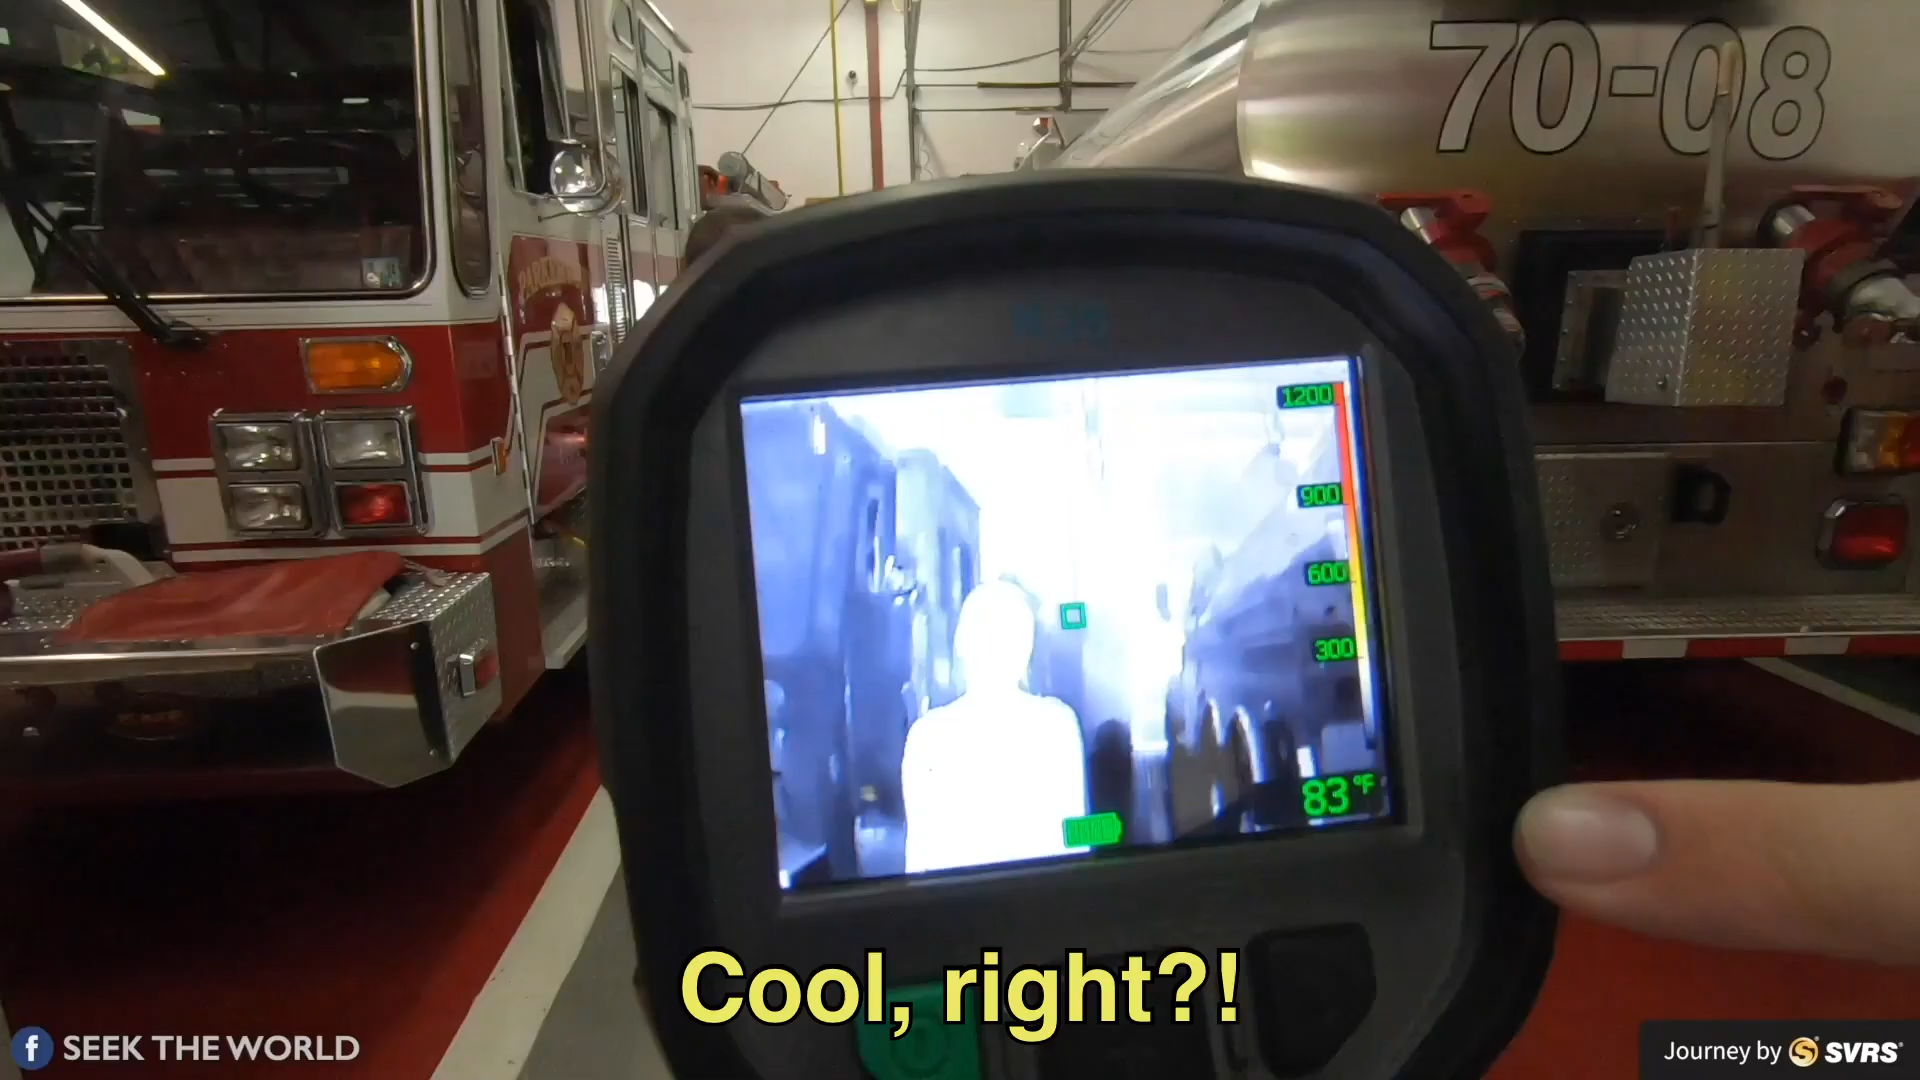 70-08
1200
900
600
300
83 °F
Cool, right?!
f SEEK THE WORLD
Journey by S SVRS